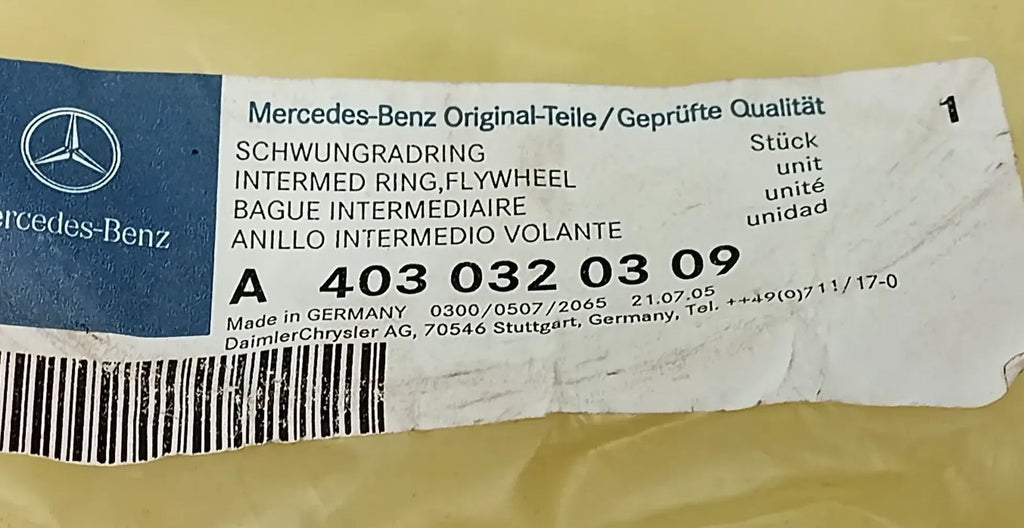 Mercedes-Benz Original-Teile/Geprüfte Qualität
1
SCHWUNGRADRING
Stück
INTERMED RING,FLYWHEEL
unit
BAGUE INTERMEDIAIRE
unité
ANILLO INTERMEDIO VOLANTE
unidad
ercedes-Benz
A 403 032 03 09
Made in GERMANY 0300/0507/2065 21.07.05
DaimlerChrysler AG, 70546 Stuttgart, Germany, Tel. ++49(0)711/17-0